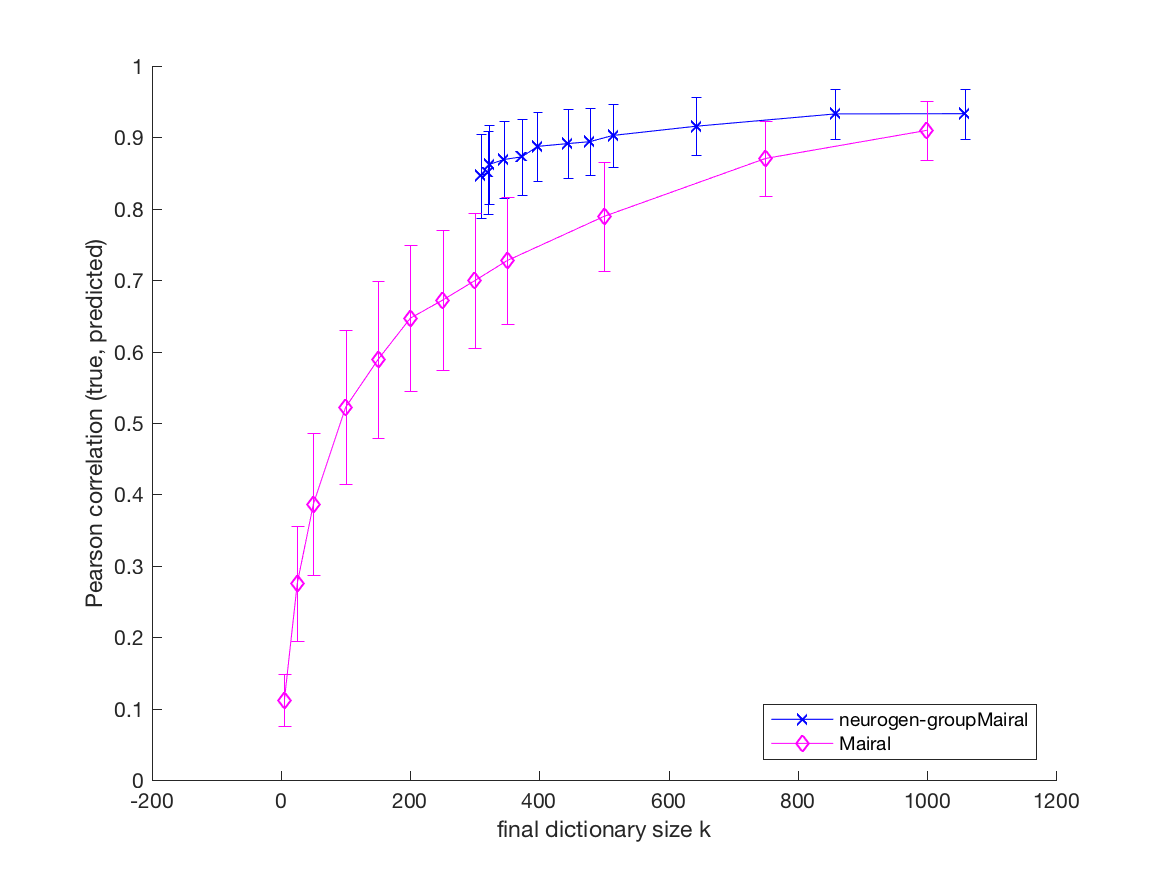 1
0.9
0.8
0.7
0.6
0.5
0.4
0.3
0.2
0.1
0
Pearson correlation (true, predicted)
-200 0 200 400 600 800 1000 1200
final dictionary size k
neurogen-groupMairal
Mairal